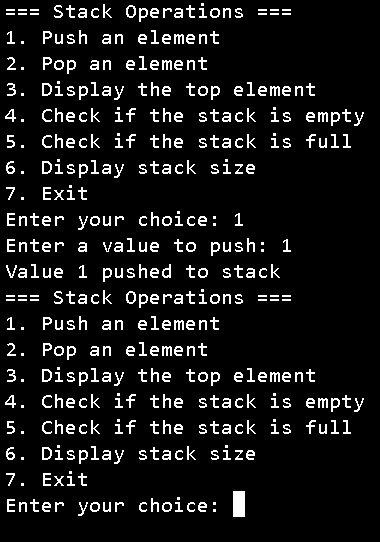 === Stack Operations ===
1. Push an element
2. Pop an element
3. Display the top element
4. Check if the stack is empty
5. Check if the stack is full
6. Display stack size
7. Exit
Enter your choice: 1
Enter a value to push: 1
Value 1 pushed to stack
=== Stack Operations ===
1. Push an element
2. Pop an element
3. Display the top element
4. Check if the stack is empty
5. Check if the stack is full
6. Display stack size
7. Exit
Enter your choice: